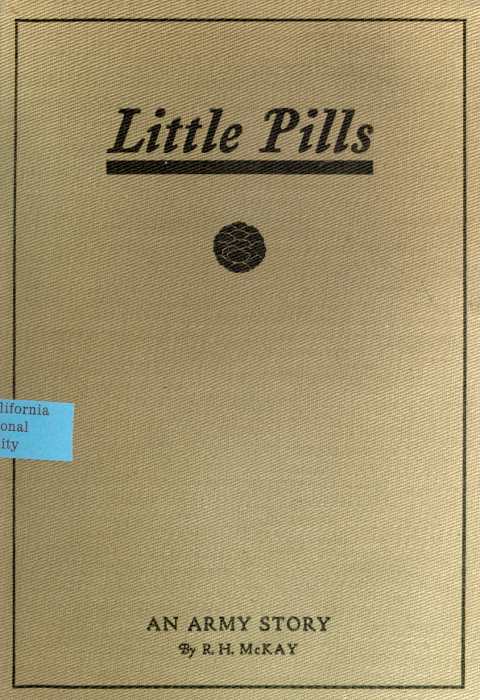 Little Pills
lifornia
onal
ity
AN ARMY STORY
By R. H. McKAY